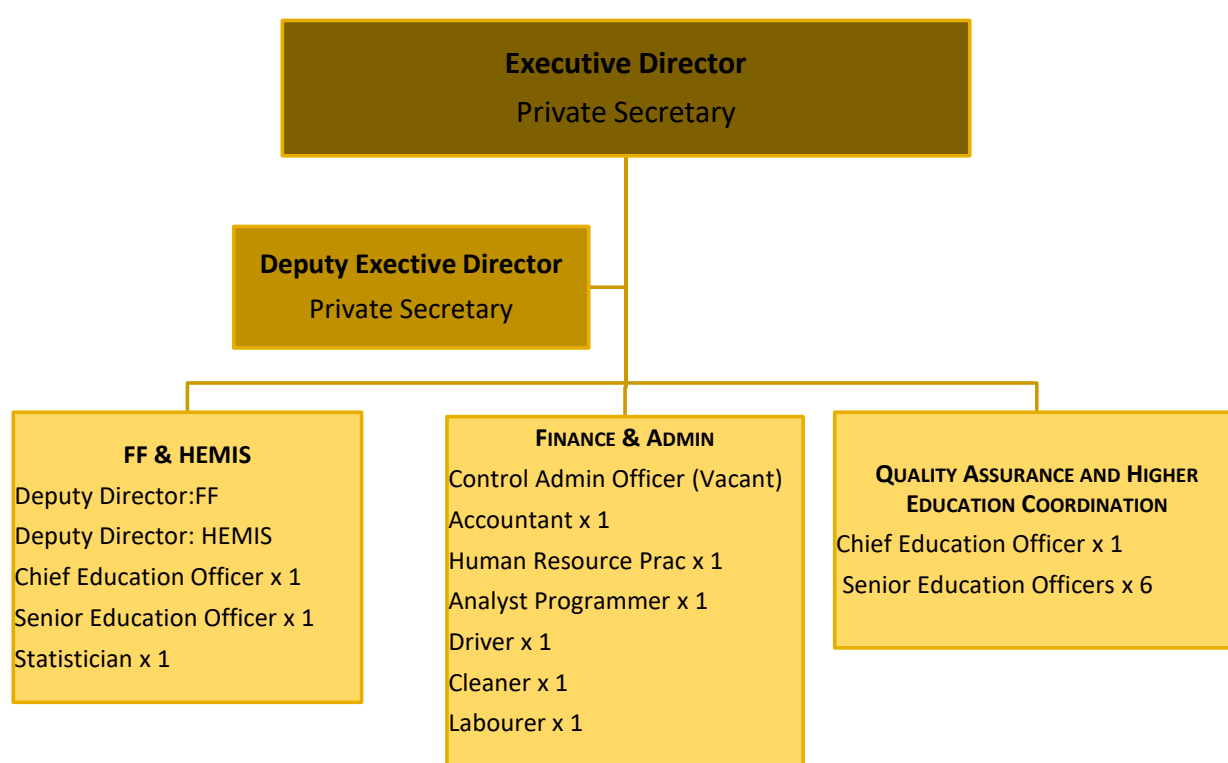 Executive Director
Private Secretary
Deputy Exective Director
Private Secretary
FF & HEMIS
Deputy Director:FF
Deputy Director: HEMIS
Chief Education Officer x 1
Senior Education Officer x 1
Statistician x 1
FINANCE & ADMIN
Control Admin Officer (Vacant)
Accountant x 1
Human Resource Prac x 1
Analyst Programmer x 1
Driver x 1
Cleaner x 1
Labourer x 1
QUALITY ASSURANCE AND HIGHER
EDUCATION COORDINATION
Chief Education Officer x 1
Senior Education Officers x 6